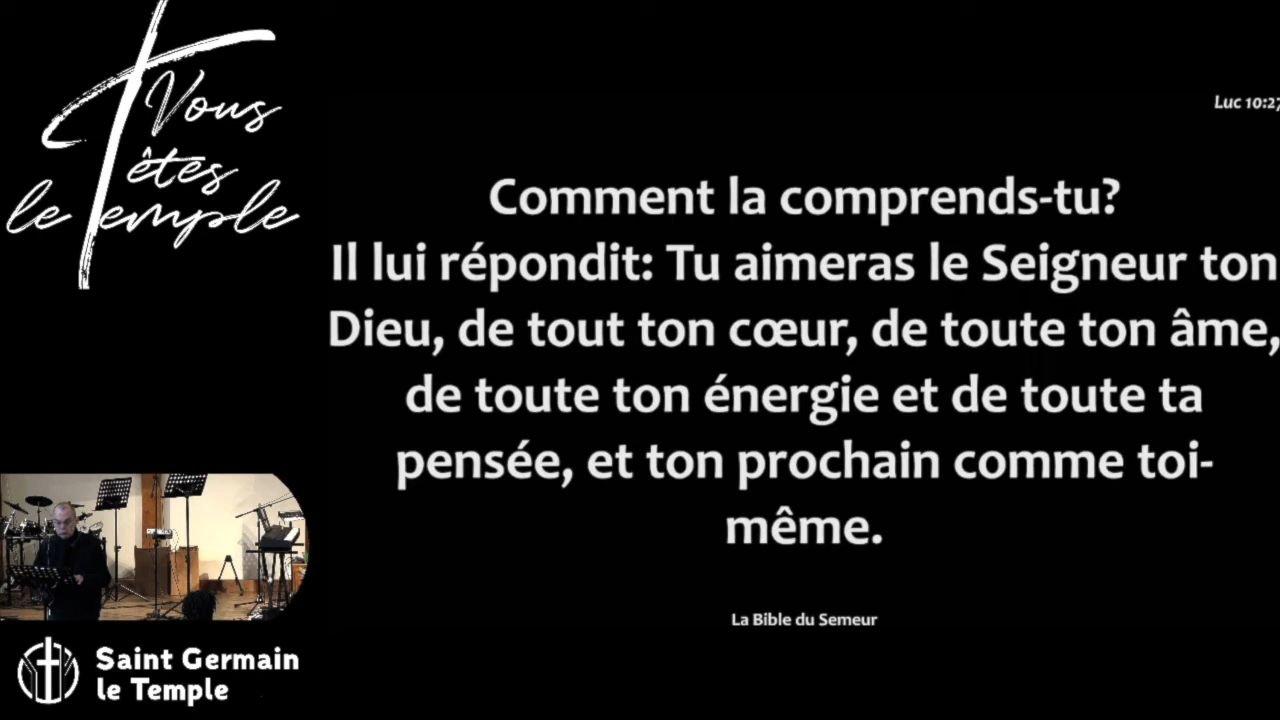 Vous
êtes
le Temple
Luc 10:27
Comment la comprends-tu?
Il lui répondit: Tu aimeras le Seigneur ton
Dieu, de tout ton cœur, de toute ton âme,
de toute ton énergie et de toute ta
pensée, et ton prochain comme toi-
même.
La Bible du Semeur
Saint Germain
le Temple